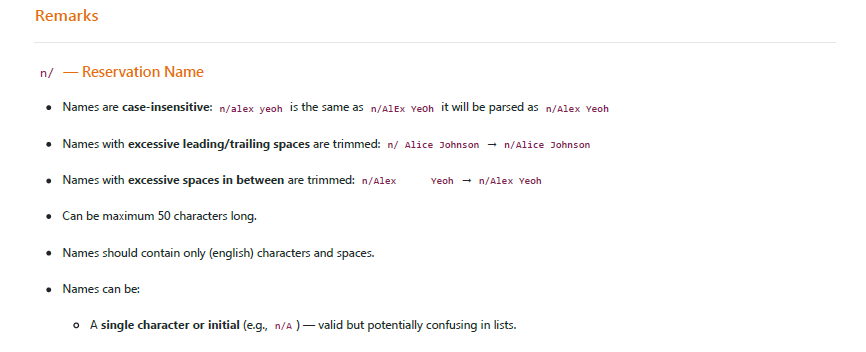 Remarks
n/ — Reservation Name
Names are case-insensitive: n/alex yeoh is the same as n/AlEx YeOh it will be parsed as n/Alex Yeoh
Names with excessive leading/trailing spaces are trimmed: n/ Alice Johnson → n/Alice Johnson
Names with excessive spaces in between are trimmed: n/Alex     Yeoh → n/Alex Yeoh
Can be maximum 50 characters long.
Names should contain only (english) characters and spaces.
Names can be:
A single character or initial (e.g., n/A ) — valid but potentially confusing in lists.